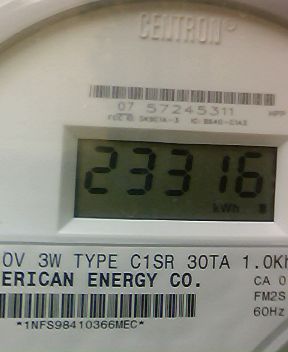 CENTRON
07 57245311
23316
kWh
0V 3W TYPE C1SR 30TA 1.0Kh
ERICAN ENERGY CO.
CA 0
FM2S
60Hz
*1NFS98410366MEC*